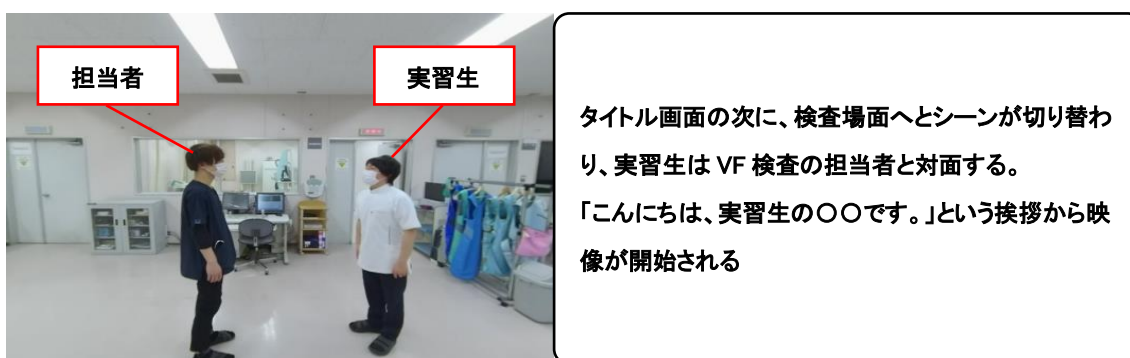 担当者
実習生
タイトル画面の次に、検査場面へとシーンが切り替わ
り、実習生は VF 検査の担当者と対面する。
「こんにちは、実習生の〇〇です。」という挨拶から映
像が開始される